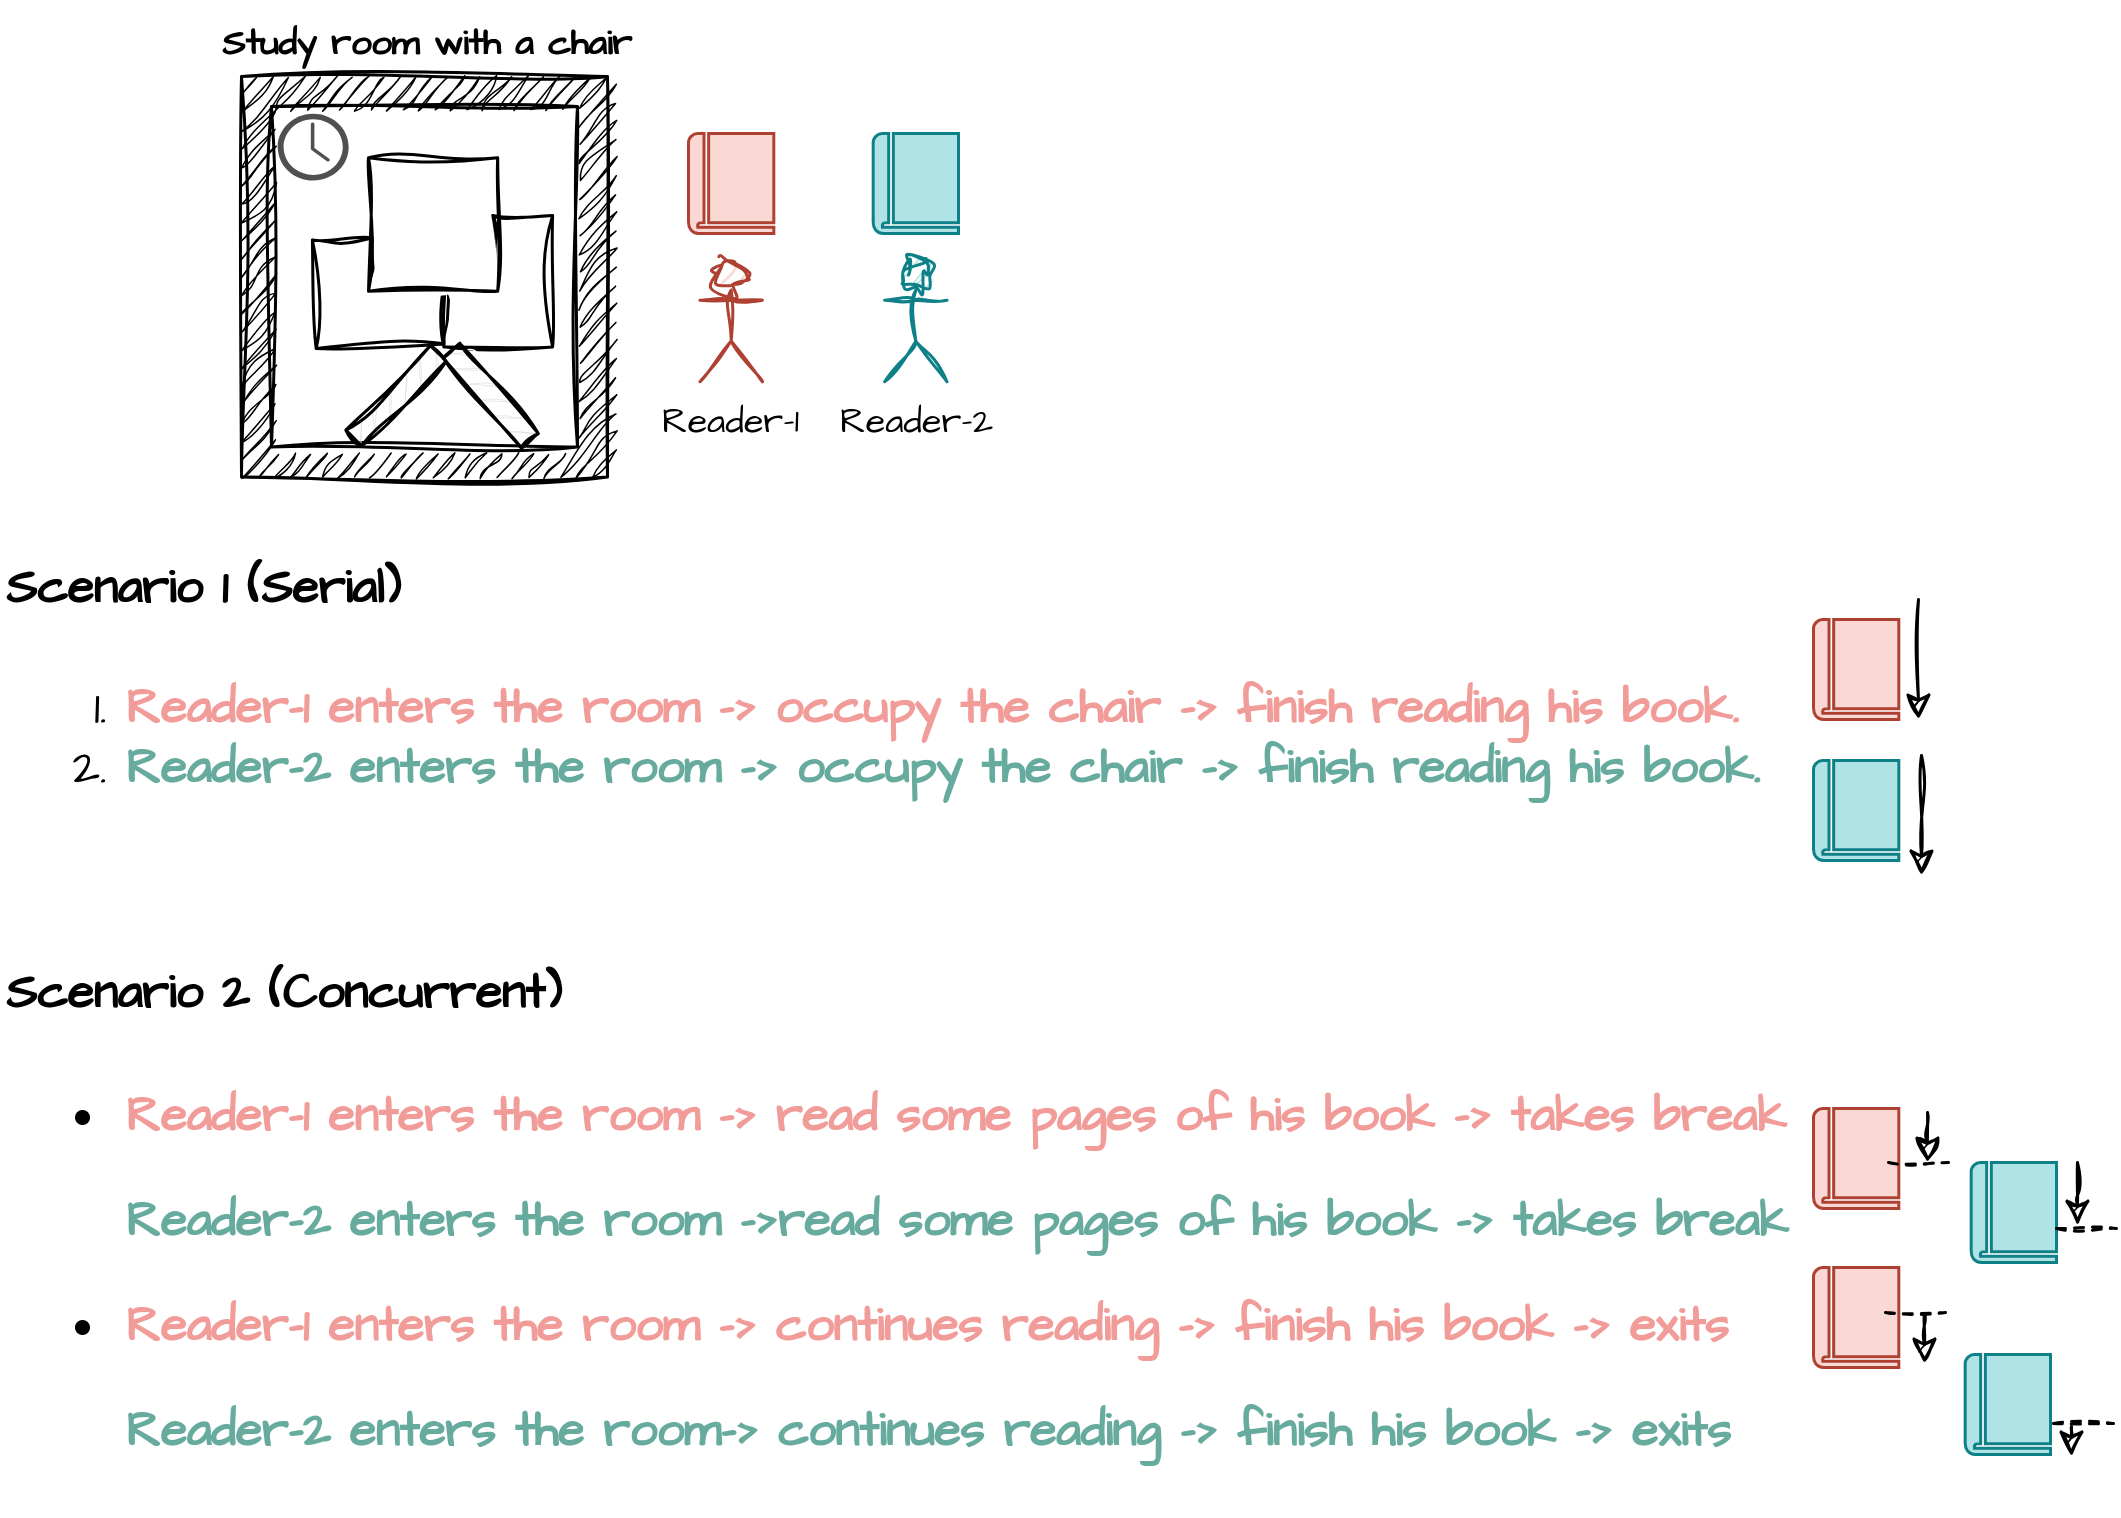 Study room with a chair
Reader-1
Reader-2
Scenario 1 (Serial)
1. Reader-1 enters the room -> occupy the chair -> finish reading his book.
2. Reader-2 enters the room -> occupy the chair -> finish reading his book.
Scenario 2 (Concurrent)
• Reader-1 enters the room -> read some pages of his book -> takes break
Reader-2 enters the room ->read some pages of his book -> takes break
• Reader-1 enters the room -> continues reading -> finish his book -> exits
Reader-2 enters the room-> continues reading -> finish his book -> exits